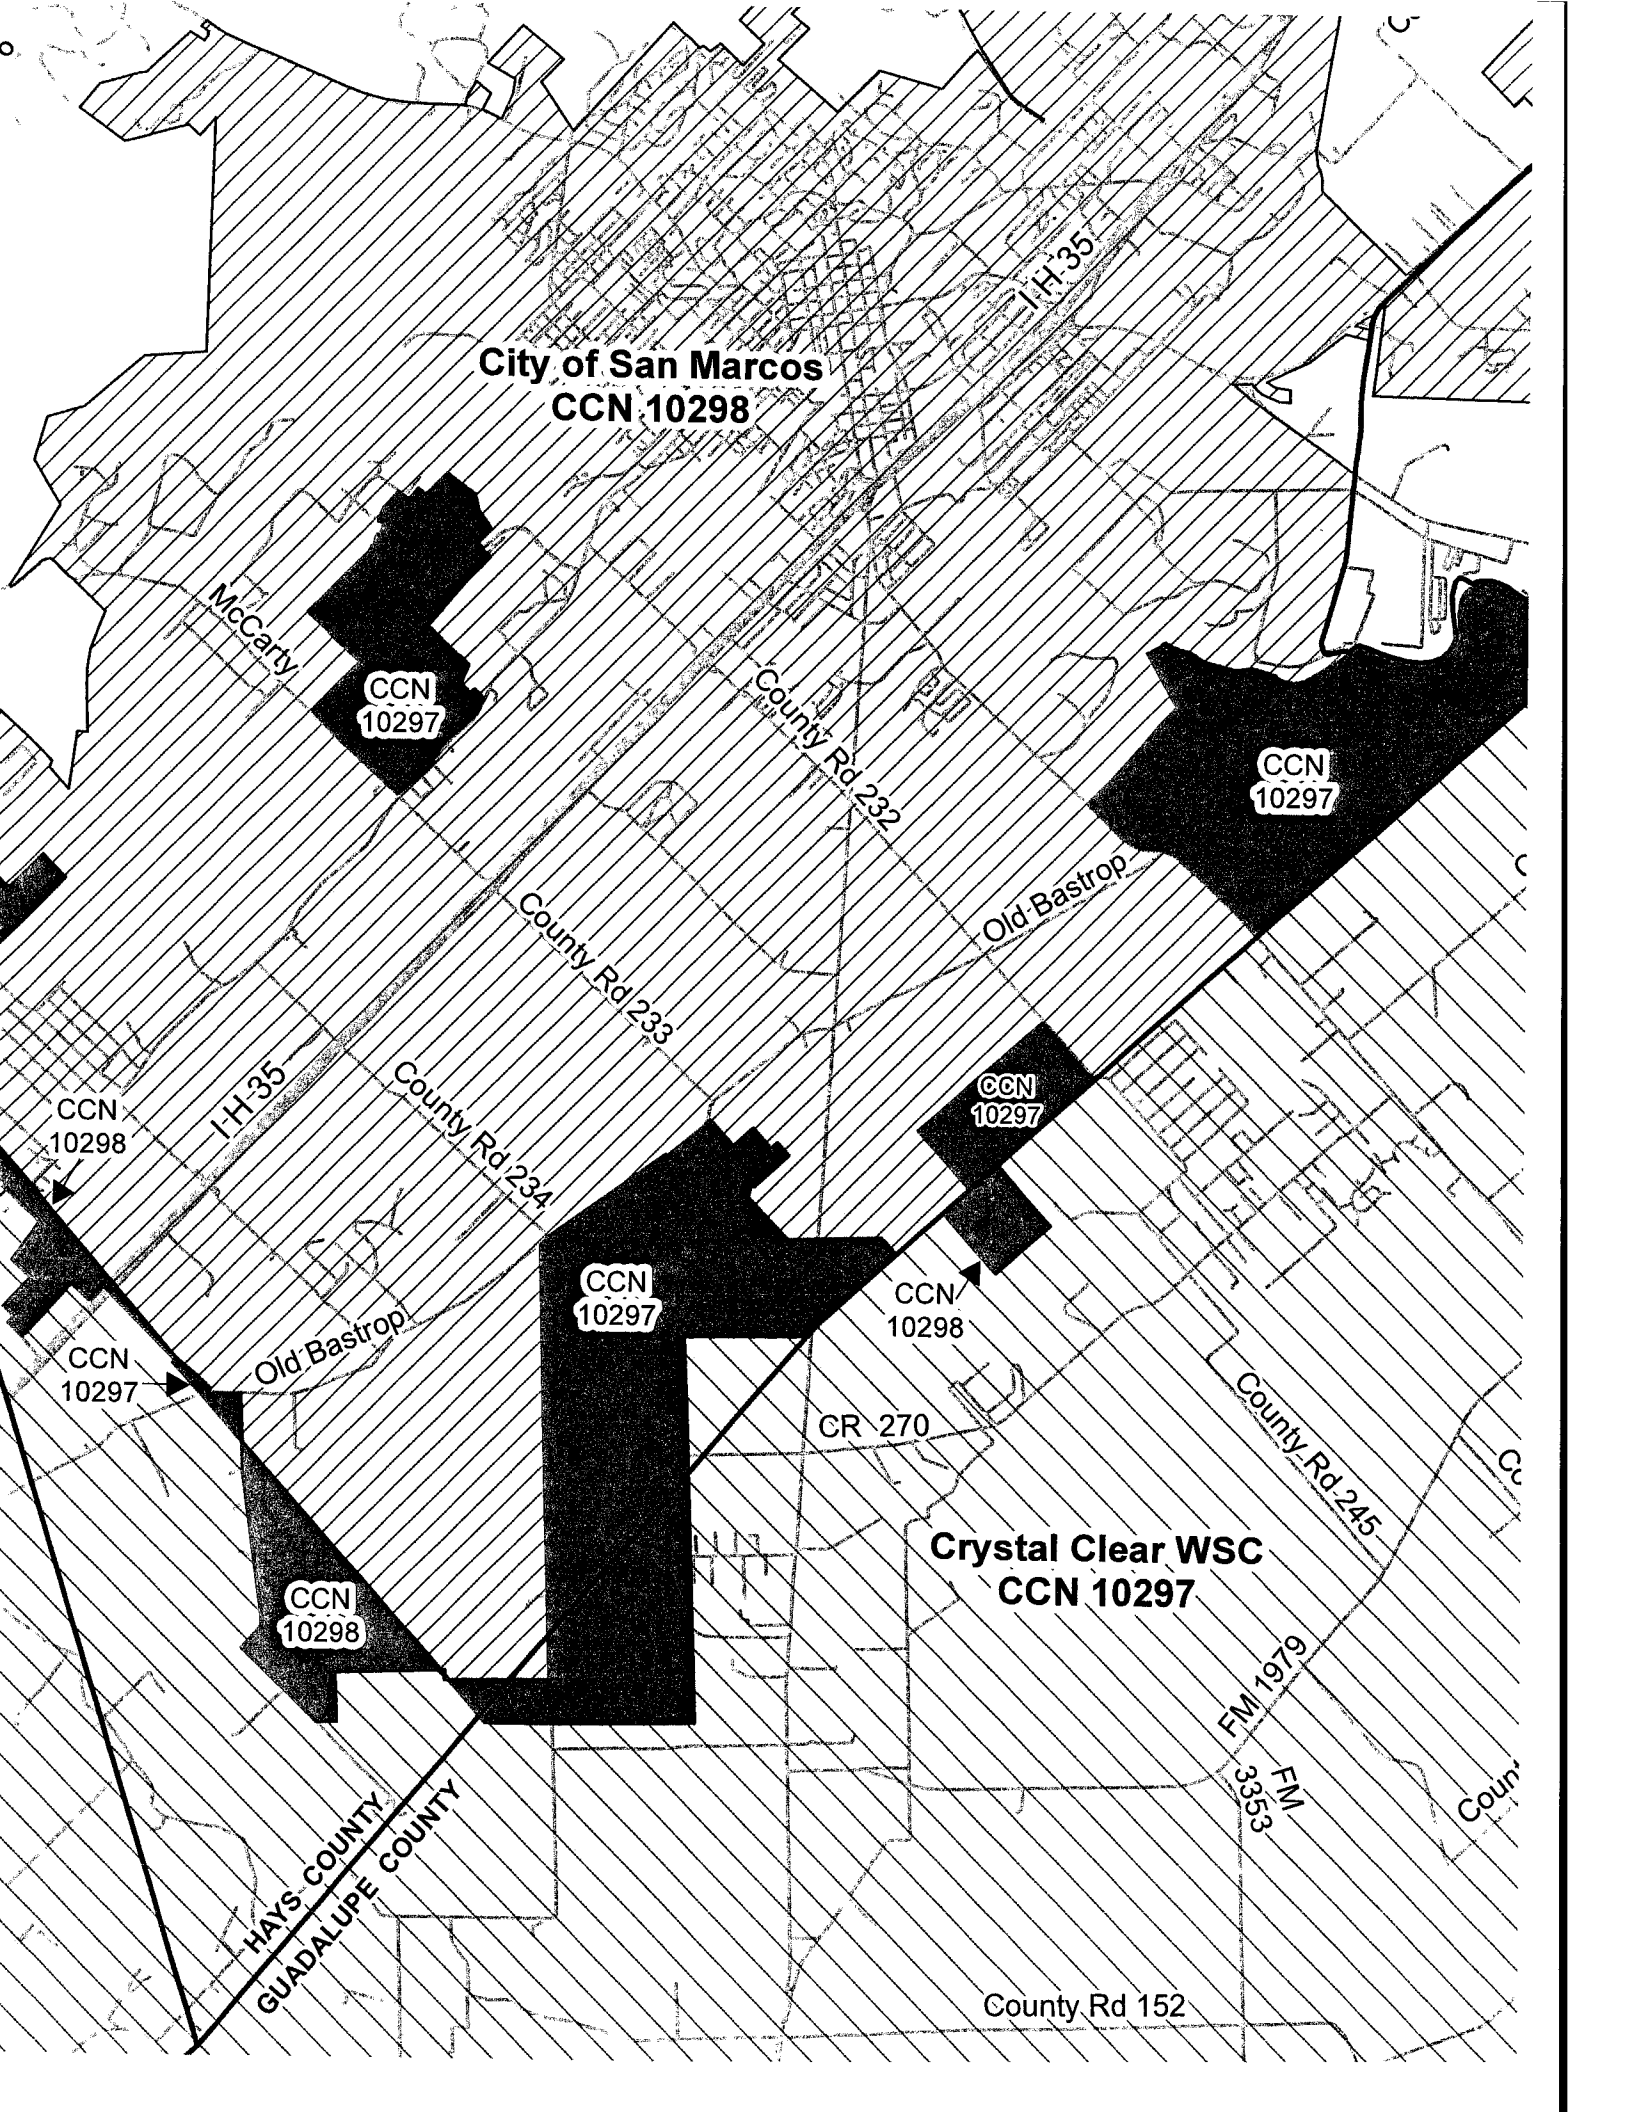 I H 35
City of San Marcos
CCN 10298
McCarty
CCN
10297
County Rd 232
CCN
10297
Old Bastrop
County Rd 233
CCN
10298
I H 35
County Rd 234
CCN
10297
CCN
10297
CCN
10298
CCN
10297
Old Bastrop
CR 270
County Rd 245
Crystal Clear WSC
CCN 10297
CCN
10298
FM 1979
FM
3353
HAYS COUNTY
GUADALUPE COUNTY
County Rd 152